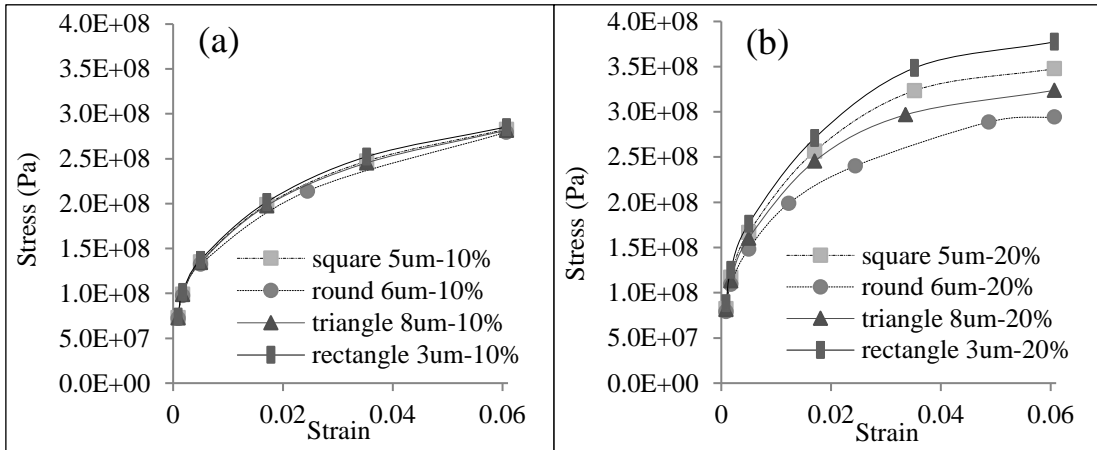 (a)
4.0E+08
3.5E+08
3.0E+08
2.5E+08
2.0E+08
1.5E+08
1.0E+08
5.0E+07
0.0E+00
Stress (Pa)
square 5um-10%
round 6um-10%
triangle 8um-10%
rectangle 3um-10%
0 0.02 0.04 0.06
Strain
(b)
4.0E+08
3.5E+08
3.0E+08
2.5E+08
2.0E+08
1.5E+08
1.0E+08
5.0E+07
0.0E+00
Stress (Pa)
square 5um-20%
round 6um-20%
triangle 8um-20%
rectangle 3um-20%
0 0.02 0.04 0.06
Strain